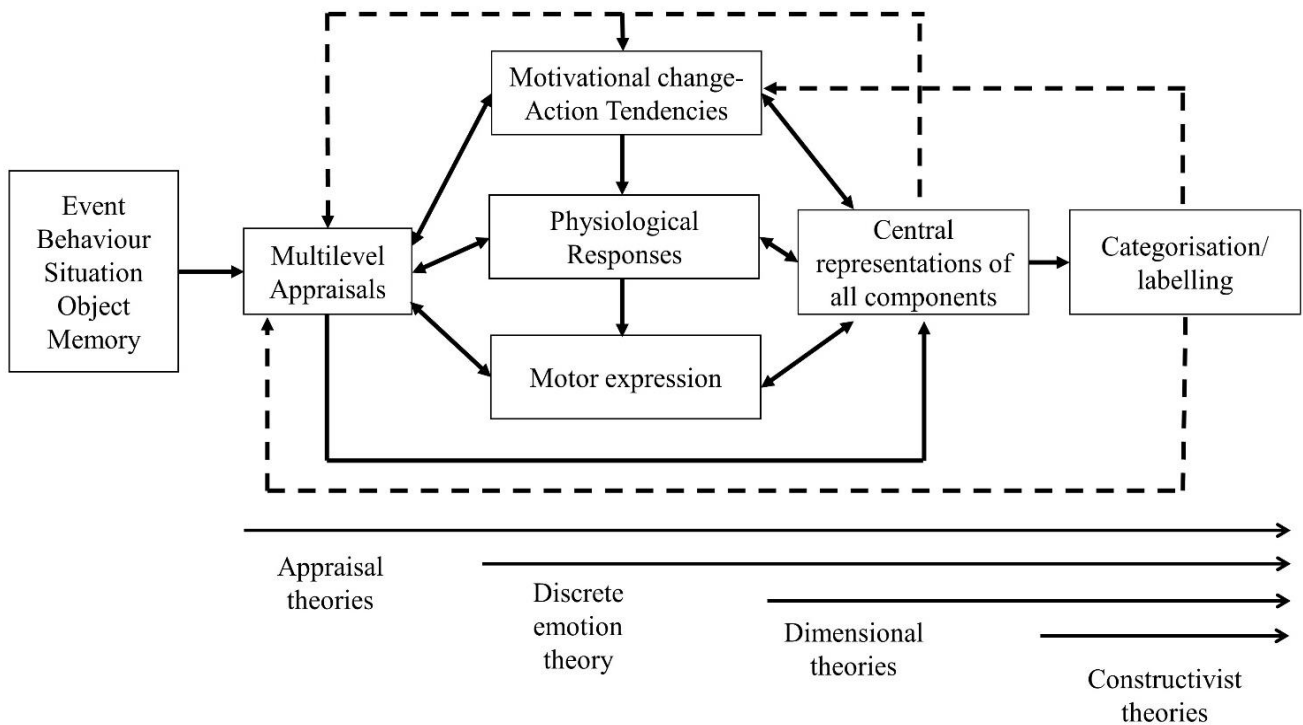 Event
Behaviour
Situation
Object
Memory
Multilevel
Appraisals
Motivational change-
Action Tendencies
Physiological
Responses
Motor expression
Central
representations of
all components
Categorisation/
labelling
Appraisal
theories
Discrete
emotion
theory
Dimensional
theories
Constructivist
theories